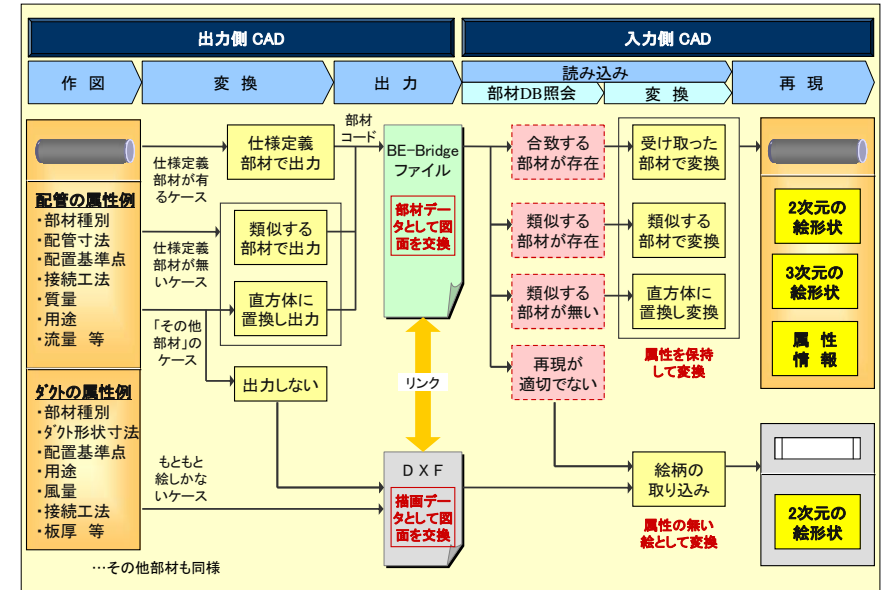 出力側 CAD
入力側 CAD
作 図
変 換
出 力
読み込み
部材DB照会
変 換
再 現
配管の属性例
・部材種別
・配管寸法
・配置基準点
・接続工法
・質量
・用途
・流量 等
ダクトの属性例
・部材種別
・ダクト形状寸法
・配置基準点
・用途
・風量
・接続工法
・板厚 等
…その他部材も同様
仕様定義
部材が有
るケース
仕様定義
部材が無
いケース
「その他
部材」の
ケース
もともと
絵しかな
いケース
仕様定義
部材で出力
類似する
部材で出力
直方体に
置換し出力
出力しない
部材
コード
BE-Bridge
ファイル
部材デー
タとして図
面を交換
リンク
DXF
描画デー
タとして図
面を交換
合致する
部材が存在
類似する
部材が存在
類似する
部材が無い
再現が
適切でない
受け取った
部材で変換
類似する
部材で変換
直方体に
置換し変換
属性を保持
して変換
絵柄の
取り込み
属性の無い
絵として変換
2次元の
絵形状
3次元の
絵形状
属 性
情 報
2次元の
絵形状